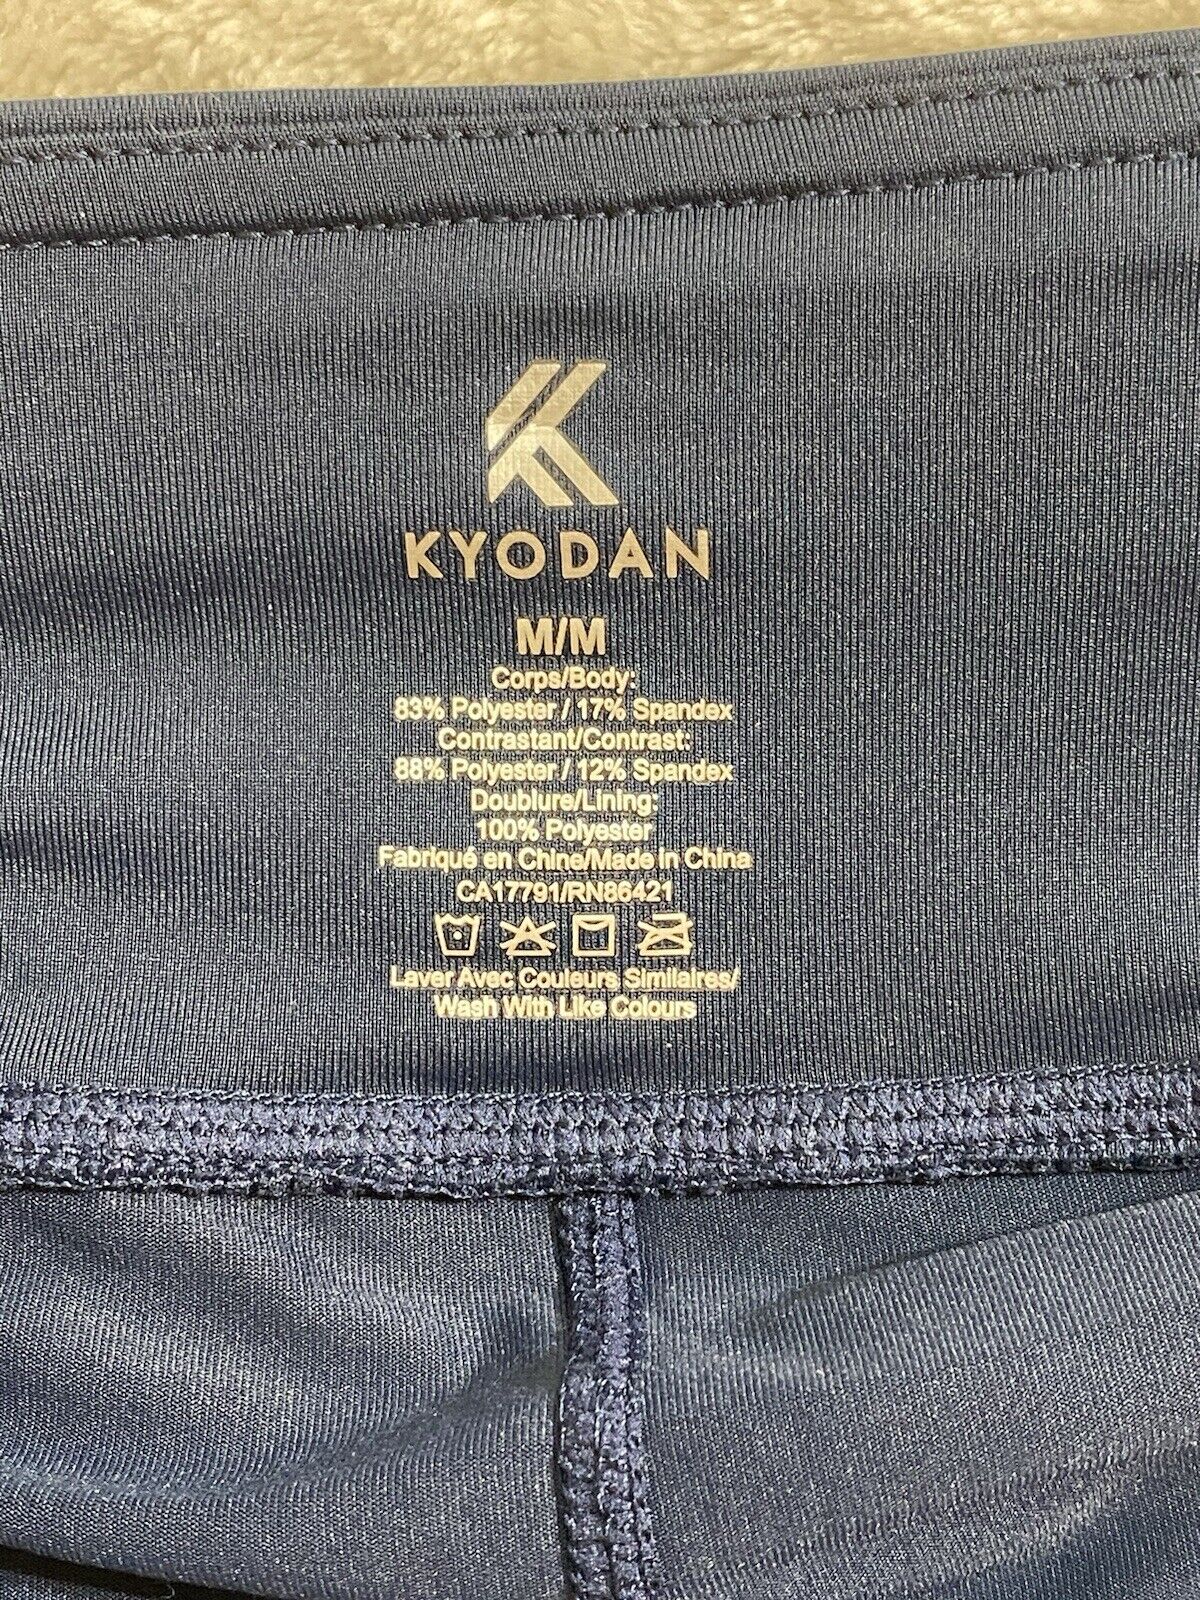 KYODAN
M/M
Corps/Body:
83% Polyester / 17% Spandex
Contrastant/Contrast:
88% Polyester / 12% Spandex
Doublure/Lining:
100% Polyester
Fabriqué en Chine/Made in China
CA17791/RN86421
Laver Avec Couleurs Similaires/
Wash With Like Colours